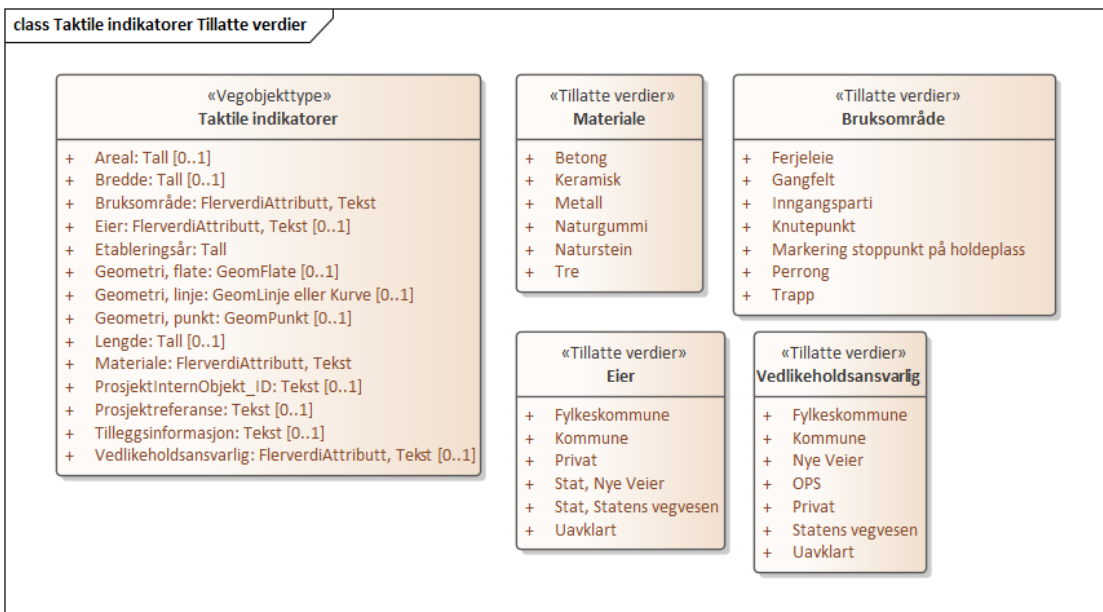 class Taktile indikatorer Tillatte verdier
«Vegobjekttype»
Taktile indikatorer
+ Areal: Tall [0..1]
+ Bredde: Tall [0..1]
+ Bruksområde: FlerverdiAttributt, Tekst
+ Eier: FlerverdiAttributt, Tekst [0..1]
+ Etableringsår: Tall
+ Geometri, flate: GeomFlate [0..1]
+ Geometri, linje: GeomLinje eller Kurve [0..1]
+ Geometri, punkt: GeomPunkt [0..1]
+ Lengde: Tall [0..1]
+ Materiale: FlerverdiAttributt, Tekst
+ ProsjektInternObjekt_ID: Tekst [0..1]
+ Prosjektreferanse: Tekst [0..1]
+ Tilleggsinformasjon: Tekst [0..1]
+ Vedlikeholdsansvarlig: FlerverdiAttributt, Tekst [0..1]
«Tillatte verdier»
Materiale
+ Betong
+ Keramisk
+ Metall
+ Naturgummi
+ Naturstein
+ Tre
«Tillatte verdier»
Bruksområde
+ Ferjeleie
+ Gangfelt
+ Inngangsparti
+ Knutepunkt
+ Markering stoppunkt på holdeplass
+ Perrong
+ Trapp
«Tillatte verdier»
Eier
+ Fylkeskommune
+ Kommune
+ Privat
+ Stat, Nye Veier
+ Stat, Statens vegvesen
+ Uavklart
«Tillatte verdier»
Vedlikeholdsansvarlig
+ Fylkeskommune
+ Kommune
+ Nye Veier
+ OPS
+ Privat
+ Statens vegvesen
+ Uavklart